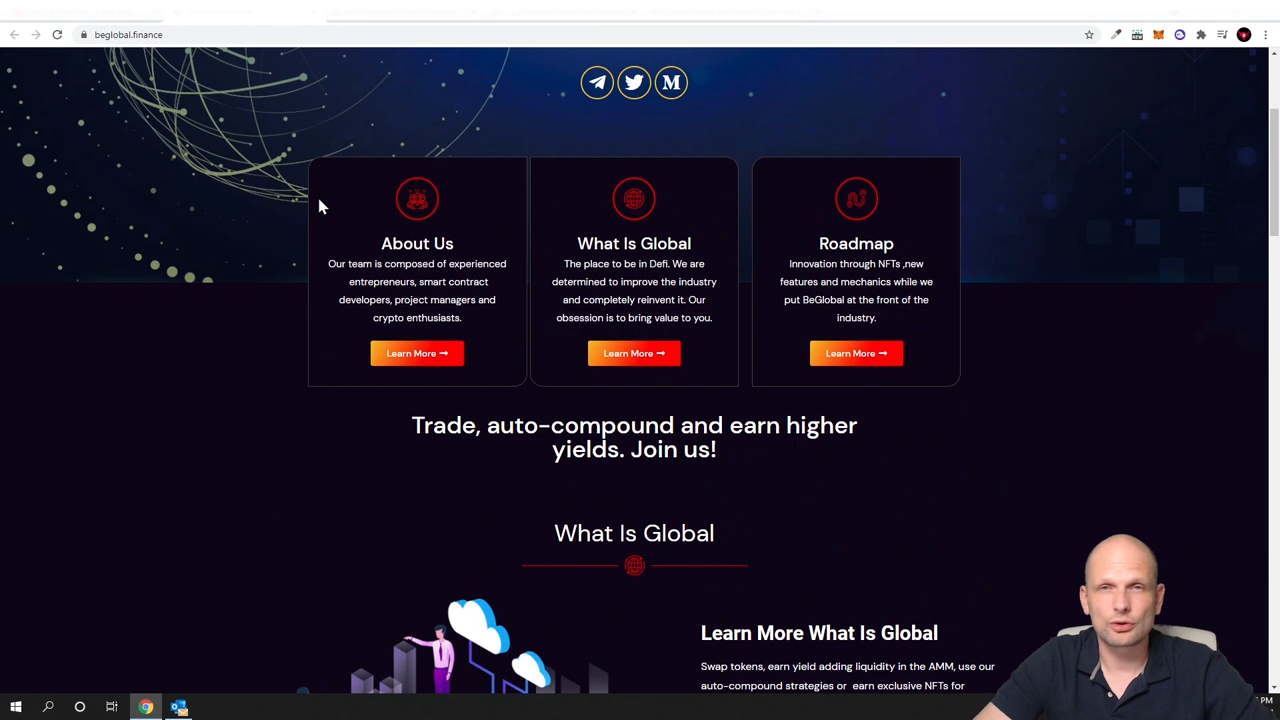 beglobal.finance
M
About Us
Our team is composed of experienced
entrepreneurs, smart contract
developers, project managers and
crypto enthusiasts.
Learn More →
What Is Global
The place to be in Defi. We are
determined to improve the industry
and completely reinvent it. Our
obsession is to bring value to you.
Learn More →
Roadmap
Innovation through NFTs ,new
features and mechanics while we
put BeGlobal at the front of the
industry.
Learn More →
Trade, auto-compound and earn higher
yields. Join us!
What Is Global
Learn More What Is Global
Swap tokens, earn yield adding liquidity in the AMM, use our
auto-compound strategies or earn exclusive NFTs for
PM